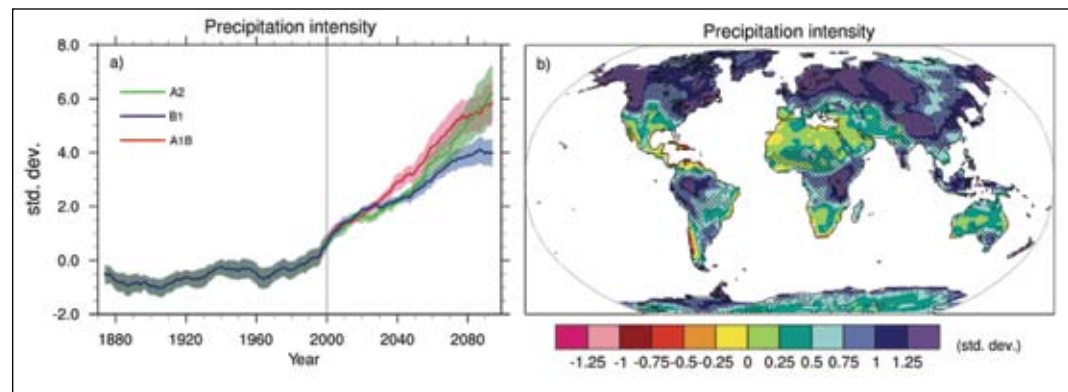 Precipitation intensity
a)
8.0
6.0
4.0
2.0
0.0
-2.0
std. dev.
A2
B1
A1B
1880 1920 1960 2000 2040 2080
Year
Precipitation intensity
b)
-1.25 -1 -0.75 -0.5 -0.25 0 0.25 0.5 0.75 1 1.25
(std. dev.)